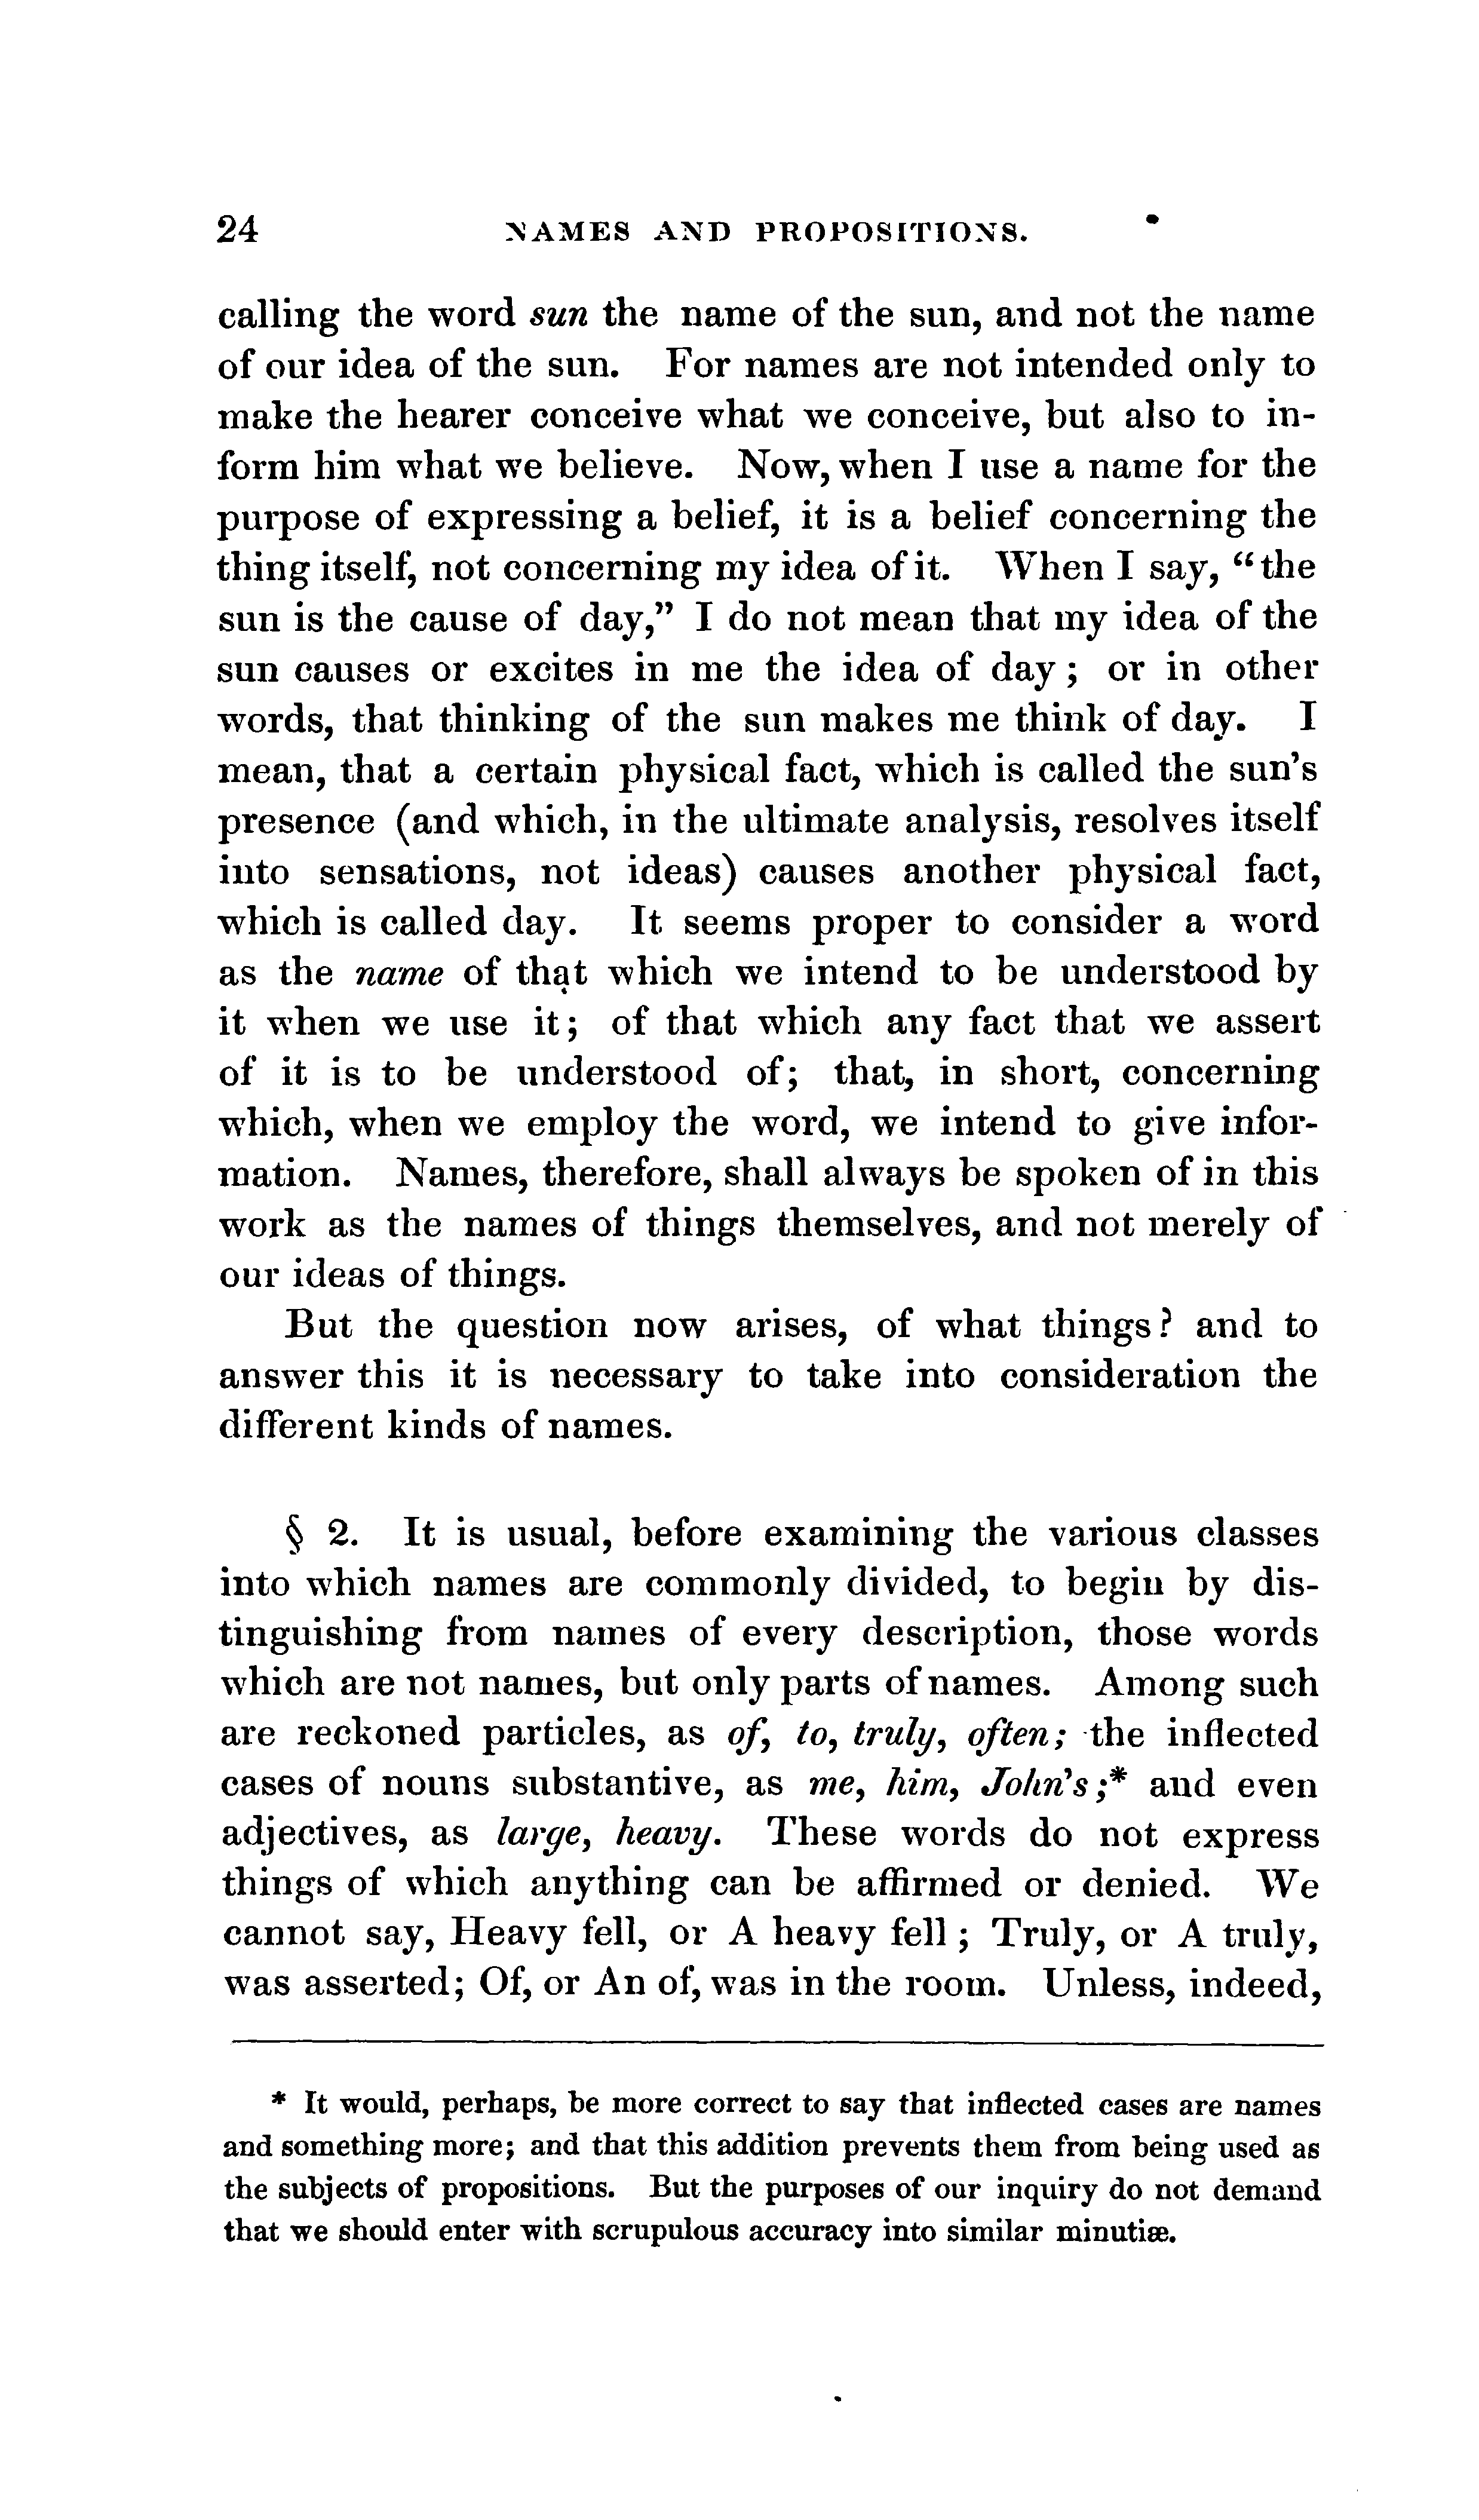 24 NAMES AND PROPOSITIONS.
calling the word sun the name of the sun, and not the name
of our idea of the sun. For names are not intended only to
make the hearer conceive what we conceive, but also to in-
form him what we believe. Now, when I use a name for the
purpose of expressing a belief, it is a belief concerning the
thing itself, not concerning my idea of it. When I say, “the
sun is the cause of day,” I do not mean that my idea of the
sun causes or excites in me the idea of day; or in other
words, that thinking of the sun makes me think of day. I
mean, that a certain physical fact, which is called the sun's
presence (and which, in the ultimate analysis, resolves itself
into sensations, not ideas) causes another physical fact,
which is called day. It seems proper to consider a word
as the name of that which we intend to be understood by
it when we use it; of that which any fact that we assert
of it is to be understood of; that, in short, concerning
which, when we employ the word, we intend to give infor-
mation. Names, therefore, shall always be spoken of in this
work as the names of things themselves, and not merely of
our ideas of things.
But the question now arises, of what things? and to
answer this it is necessary to take into consideration the
different kinds of names.
§ 2. It is usual, before examining the various classes
into which names are commonly divided, to begin by dis-
tinguishing from names of every description, those words
which are not names, but only parts of names. Among such
are reckoned particles, as of, to, truly, often; the inflected
cases of nouns substantive, as me, him, John's;* and even
adjectives, as large, heavy. These words do not express
things of which anything can be affirmed or denied. We
cannot say, Heavy fell, or A heavy fell; Truly, or A truly,
was asserted; Of, or An of, was in the room. Unless, indeed,
* It would, perhaps, be more correct to say that inflected cases are names
and something more; and that this addition prevents them from being used as
the subjects of propositions. But the purposes of our inquiry do not demand
that we should enter with scrupulous accuracy into similar minutiæ.